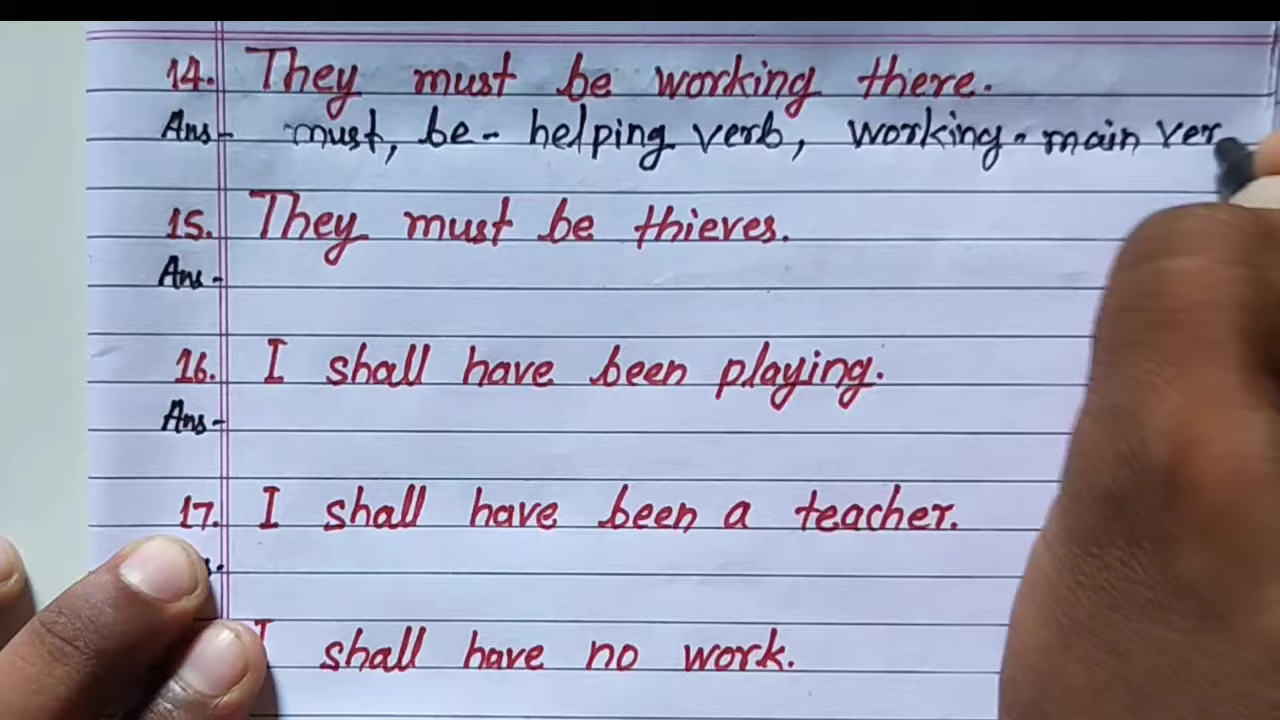 14. They must be working there.
Ans- must, be- helping verb, working- main ver
15. They must be thieves.
Ans-
16. I shall have been playing.
Ans-
17. I shall have been a teacher.
I shall have no work.